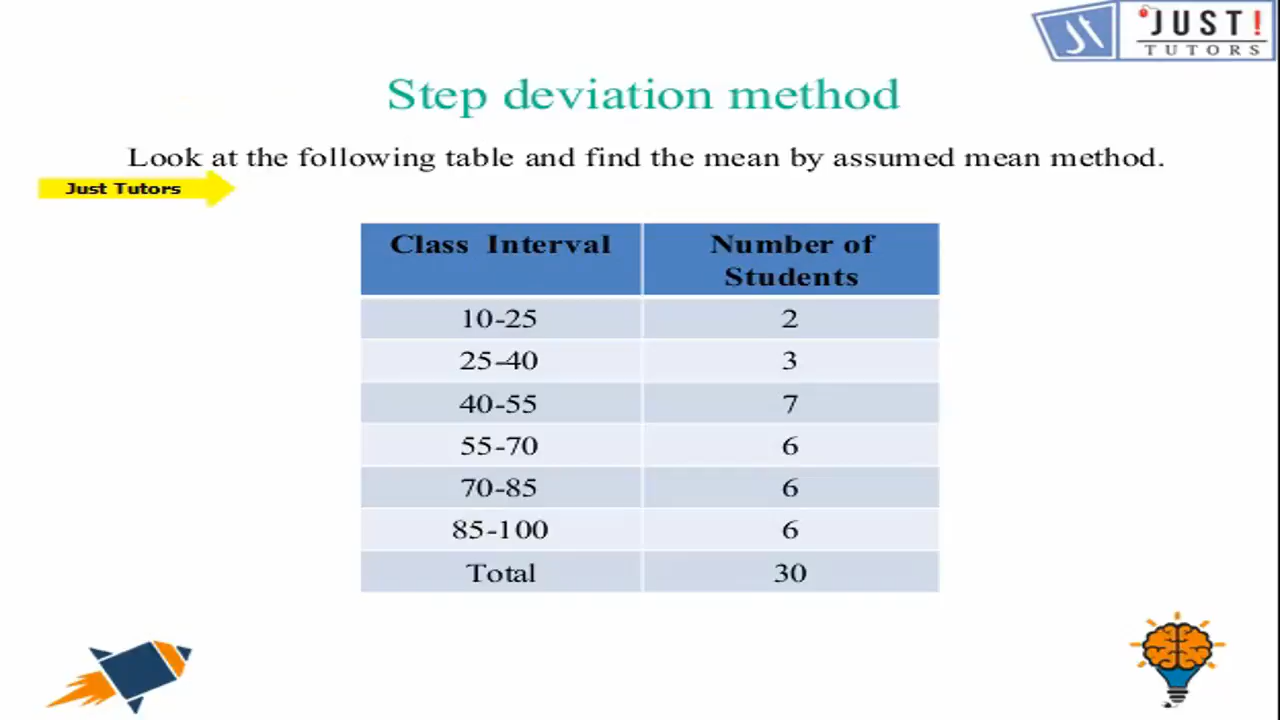 JUST!
TUTORS
Step deviation method
Look at the following table and find the mean by assumed mean method.
Just Tutors
Class Interval Number of
Students
10-25 2
25-40 3
40-55 7
55-70 6
70-85 6
85-100 6
Total 30